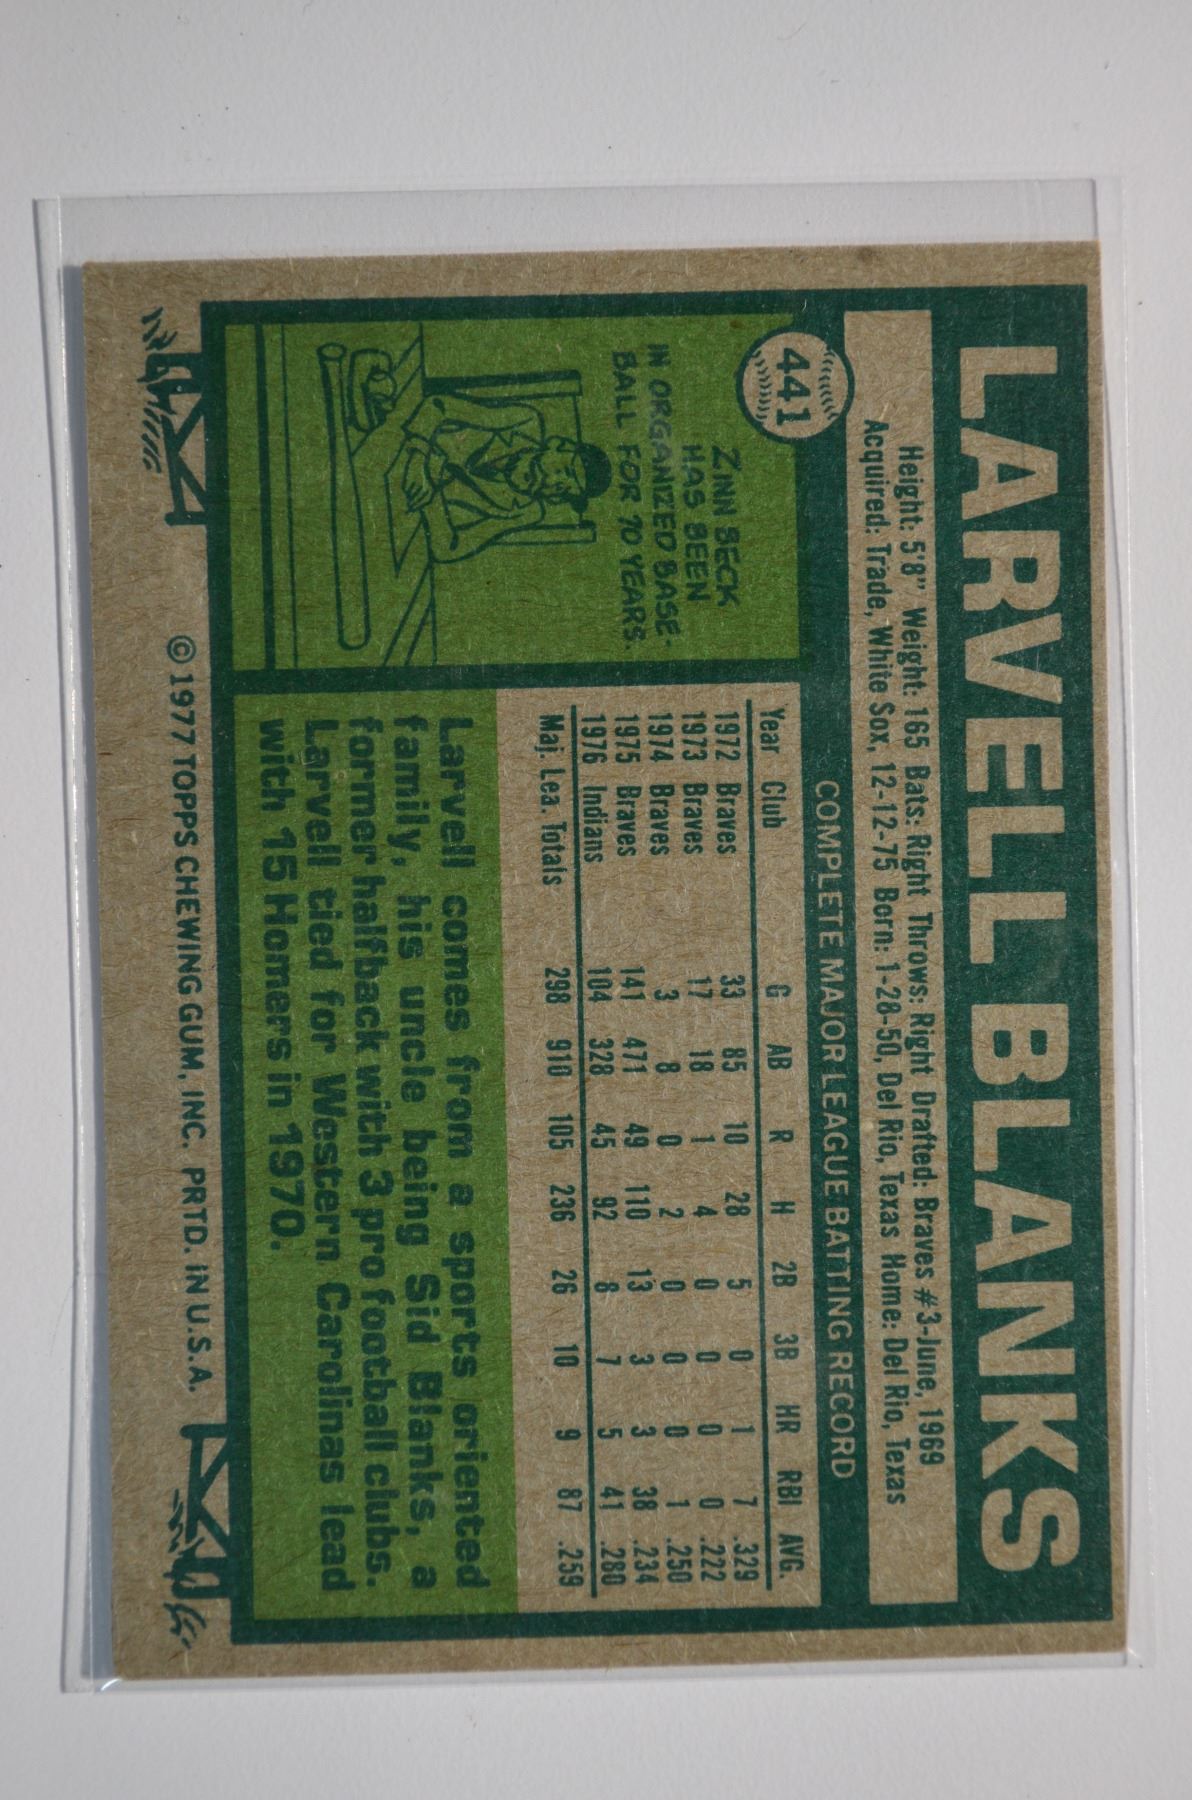 LARVELL BLANKS
Height: 5'8" Weight: 165 Bats: Right Throws: Right Drafted: Braves #3-June, 1969
Acquired: Trade, White Sox, 12-12-75 Born: 1-28-50, Del Rio, Texas Home: Del Rio, Texas
441
COMPLETE MAJOR LEAGUE BATTING RECORD
Year Club G AB R H 2B 3B HR RBI AVG.
1972 Braves 33 85 10 28 5 0 1 7 .329
1973 Braves 17 18 1 4 0 0 0 0 .222
1974 Braves 3 8 0 2 0 0 0 1 .250
1975 Braves 141 471 49 110 13 3 3 38 .234
1976 Indians 104 328 45 92 8 7 5 41 .280
Maj. Lea. Totals 298 910 105 236 26 10 9 87 .259
ZINN BECK
HAS BEEN
IN ORGANIZED BASE-
BALL FOR 70 YEARS.
Larvell comes from a sports oriented
family, his uncle being Sid Blanks, a
former halfback with 3 pro football clubs.
Larvell tied for Western Carolinas lead
with 15 Homers in 1970.
© 1977 TOPPS CHEWING GUM, INC. PRTD. IN U.S.A.